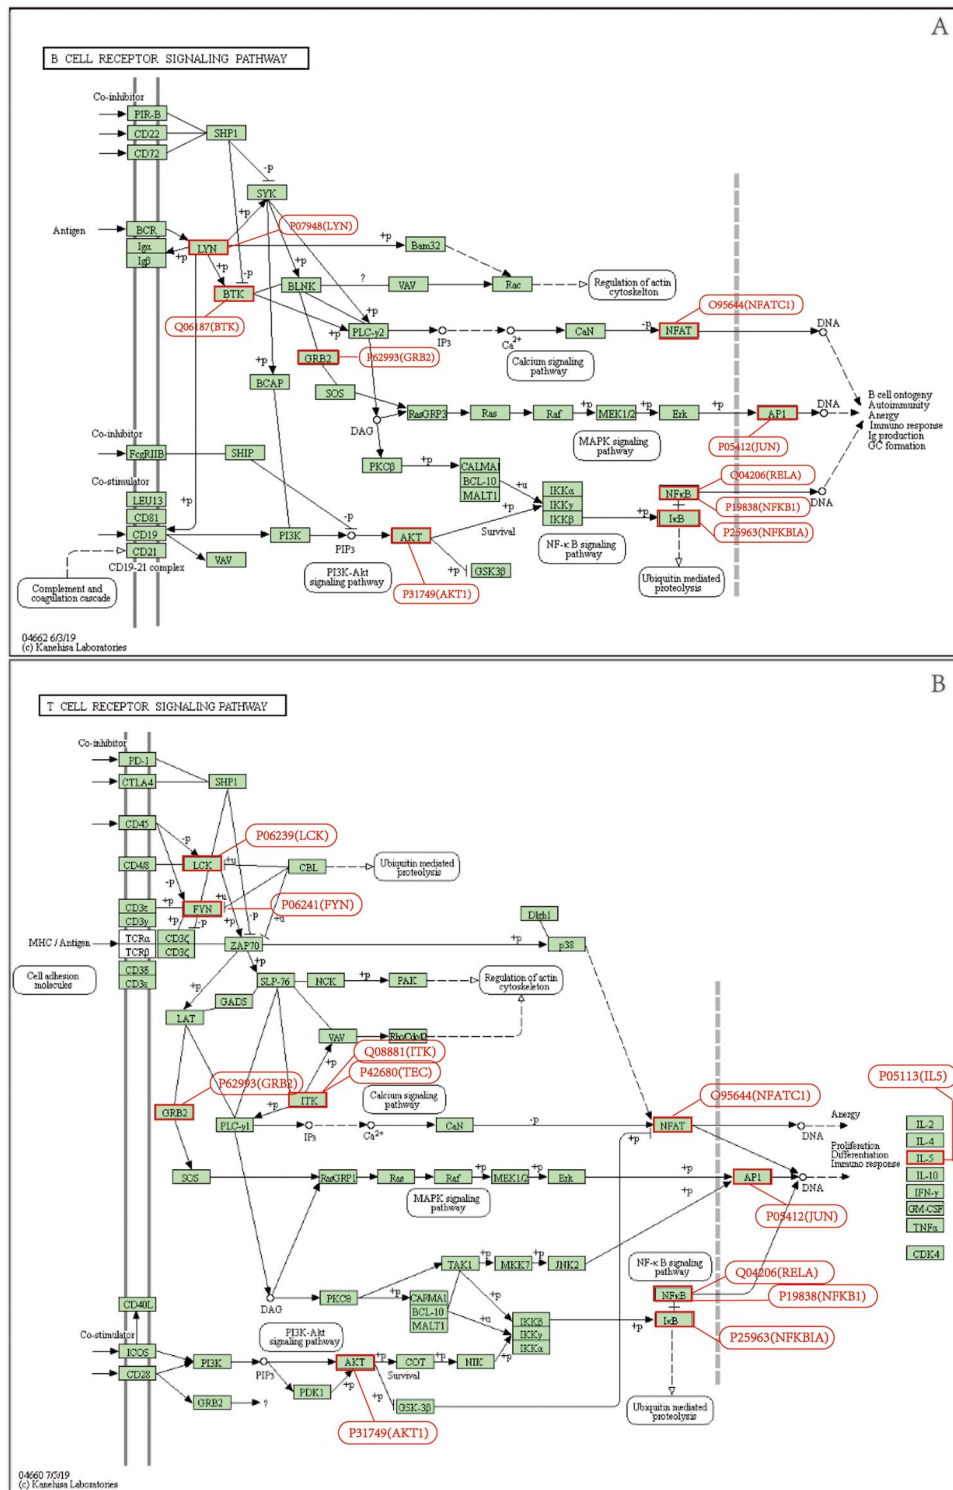 A
B CELL RECEPTOR SIGNALING PATHWAY
Co-inhibitor
PIR-B
CD22
SHP1
CD72
-p
SYK
+p
P07948(LYN)
Antigen
BCR
Igα
LYN
+p
Bam32
Igβ
+p
+p
-p
+p
+p
Regulation of actin
cytoskelton
BTK
BLNK
?
VAV
Rac
Q06187(BTK)
+p
+p
PLC-γ2
IP3
Ca2+
CaN
-p
NFAT
O95644(NFATC1)
DNA
GRB2
P62993(GRB2)
Calcium signaling
pathway
BCAP
SOS
B cell ontogeny
Autoimmunity
Anergy
Immuno response
Ig production
GC formation
DAG
RasGRP3
Ras
Raf
+p
MEK1/2
+p
Erk
+p
AP1
DNA
MAPK signaling
pathway
P05412(JUN)
Co-inhibitor
FcgRIIB
SHIP
PKCβ
+p
CALMA1
BCL-10
MALT1
+u
IKKα
IKKγ
IKKβ
Q04206(RELA)
NFκB
P19838(NFKB1)
DNA
+p
IκB
P25963(NFKBIA)
Co-stimulator
LEU13
CD81
+p
CD19
CD21
CD19-21 complex
VAV
PI3K
-p
PIP3
AKT
+p
Survival
+p
GSK3β
NF-κB signaling
pathway
PI3K-Akt
signaling pathway
P31749(AKT1)
Ubiquitin mediated
proteolysis
Complement and
coagulation cascade
04662 6/3/19
(c) Kanehisa Laboratories
B
T CELL RECEPTOR SIGNALING PATHWAY
Co-inhibitor
PD-1
CTLA4
SHP1
CD45
-p
P06239(LCK)
CD4/8
LCK
+u
CBL
Ubiquitin mediated
proteolysis
-p
P06241(FYN)
CD3ε
+p
FYN
+u
CD3γ
+p
-p
+p
-p
+u
Dlgh1
MHC / Antigen
TCRα
CD3ζ
TCRβ
CD3ζ
ZAP70
+p
p38
Cell adhesion
molecules
CD3δ
CD3ε
+p
+p
SLP-76
NCK
+p
PAK
Regulation of actin
cytoskeleton
GADS
LAT
VAV
+p
Rho/Cdc42
+p
Q08881(ITK)
P42680(TEC)
P62993(GRB2)
ITK
+p
Calcium signaling
pathway
GRB2
PLC-γ1
IP3
Ca2+
CaN
-p
NFAT
+p
O95644(NFATC1)
DNA
Anergy
P05113(IL5)
IL-2
IL-4
IL-5
IL-10
IFN-γ
GM-CSF
TNFα
CDK4
Proliferation
Differentiation
Immuno response
SOS
RasGRP1
Ras
Raf
+p
MEK1/2
+p
Erk
+p
+p
AP1
DNA
MAPK signaling
pathway
P05412(JUN)
DAG
PKCθ
+p
+p
TAK1
+p
MKK7
+p
JNK2
CARMA1
BCL-10
MALT1
+p
+u
IKKβ
IKKγ
IKKα
+p
NF-κB signaling
pathway
NFκB
IκB
Q04206(RELA)
P19838(NFKB1)
P25963(NFKBIA)
CD40L
Co-stimulator
ICOS
CD28
PI3K
PIP3
PDK1
+p
GRB2
?
PI3K-Akt
signaling pathway
AKT
+p
COT
+p
NIK
+p
Survival
+p
GSK-3β
P31749(AKT1)
Ubiquitin mediated
proteolysis
04660 7/5/19
(c) Kanehisa Laboratories